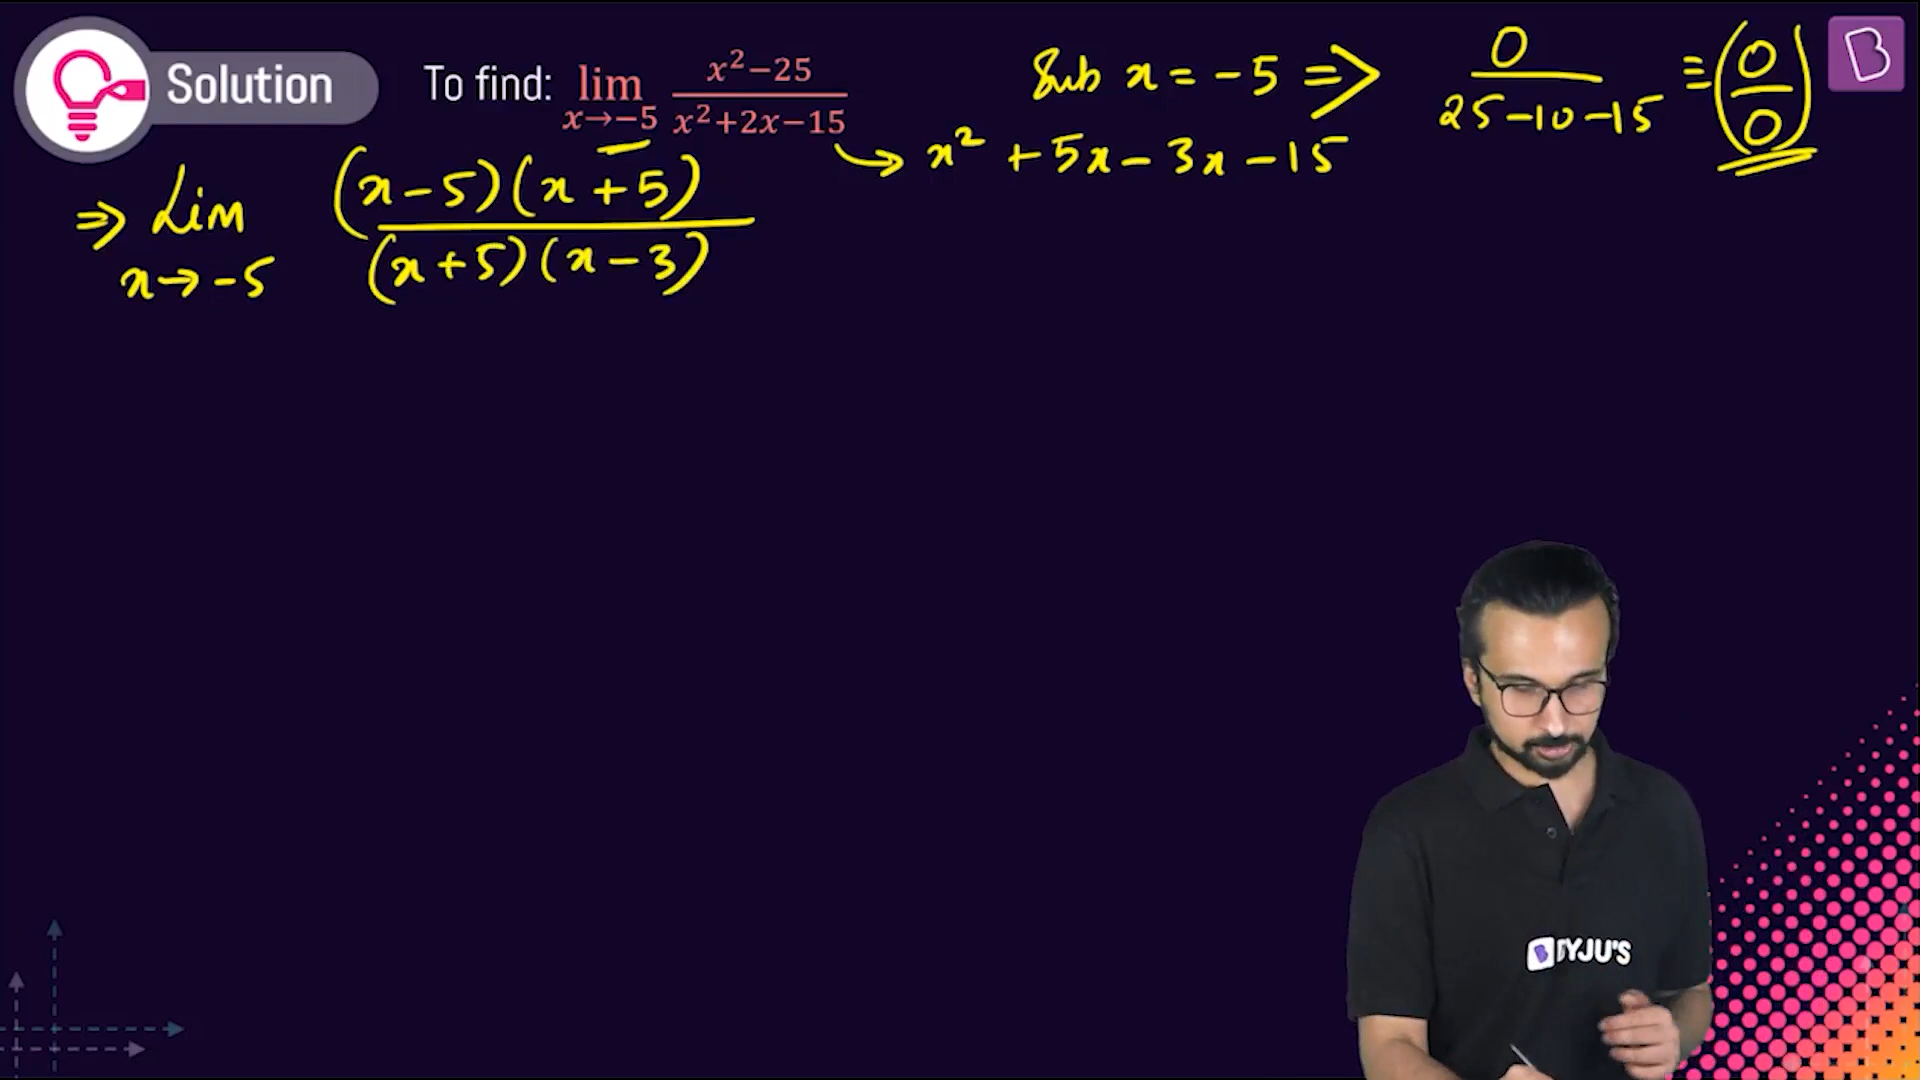 Solution
To find: lim x→−5 x²−25 / x²+2x−15
Sub x = -5 ⇒ 0 / 25-10-15 ≡ (0/0)
→ x² + 5x - 3x - 15
⇒ Lim x→-5 (x-5)(x+5) / (x+5)(x-3)
BYJU'S